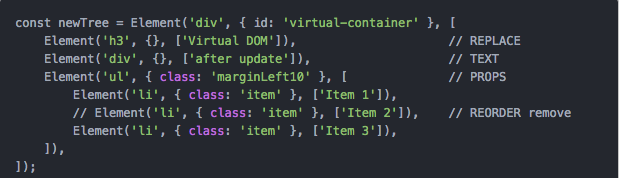 const newTree = Element('div', { id: 'virtual-container' }, [
    Element('h3', {}, ['Virtual DOM']),                     // REPLACE
    Element('div', {}, ['after update']),                   // TEXT
    Element('ul', { class: 'marginLeft10' }, [              // PROPS
        Element('li', { class: 'item' }, ['Item 1']),
        // Element('li', { class: 'item' }, ['Item 2']),    // REORDER remove
        Element('li', { class: 'item' }, ['Item 3']),
    ]),
]);